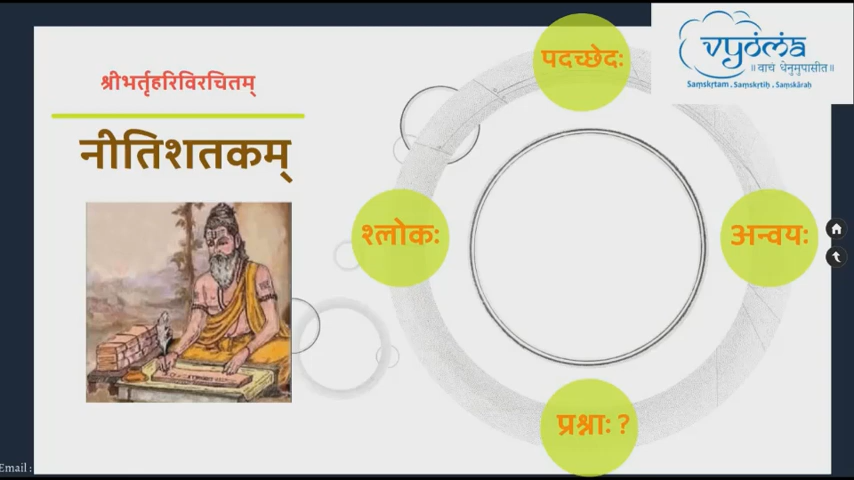 श्रीभर्तृहरिविरचितम्
नीतिशतकम्
पदच्छेदः
श्लोकः
अन्वयः
प्रश्नाः ?
vyoma
॥ वाचं धेनुमुपासीत ॥
Saṃskṛtam . Saṃskṛtiḥ . Saṃskāraḥ
Email :